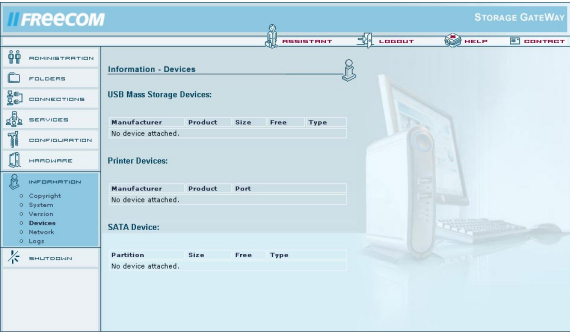 FREECOM
STORAGE GATEWAY
ASSISTANT LOGOUT HELP CONTACT
ADMINISTRATION
FOLDERS
CONNECTIONS
SERVICES
CONFIGURATION
HARDWARE
INFORMATION
Copyright
System
Version
Devices
Network
Logs
SHUTDOWN
Information - Devices
USB Mass Storage Devices:
Manufacturer Product Size Free Type
No device attached.
Printer Devices:
Manufacturer Product Port
No device attached.
SATA Device:
Partition Size Free Type
No device attached.